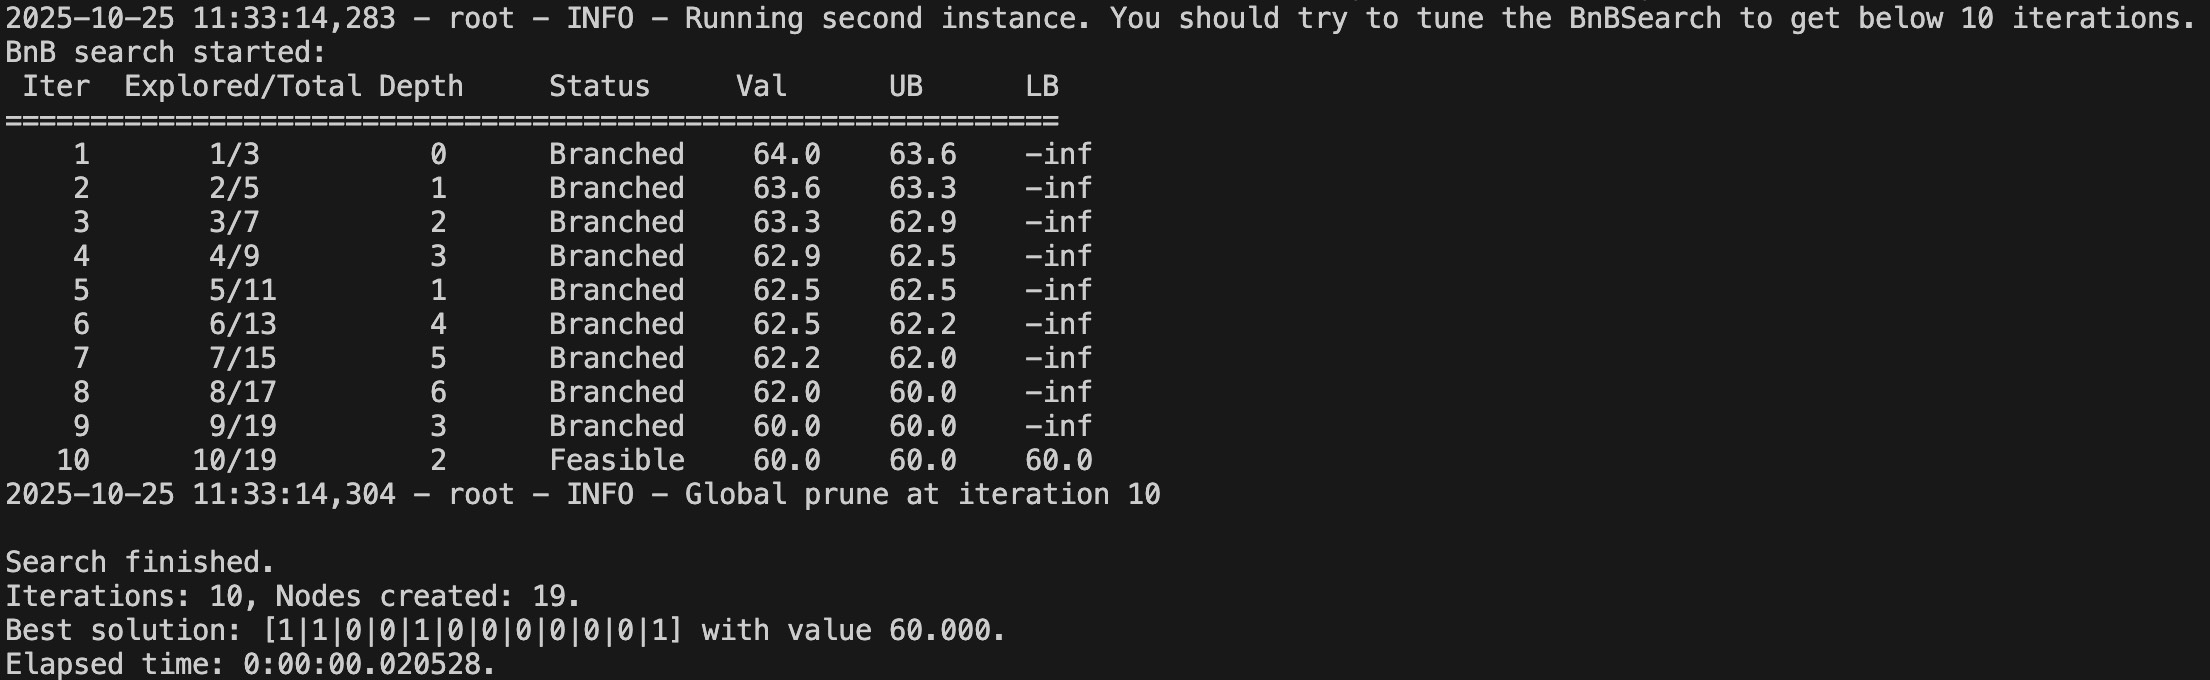 2025-10-25 11:33:14,283 - root - INFO - Running second instance. You should try to tune the BnBSearch to get below 10 iterations.
BnB search started:
 Iter  Explored/Total Depth     Status     Val      UB      LB
==============================================================
    1       1/3          0      Branched    64.0    63.6    -inf
    2       2/5          1      Branched    63.6    63.3    -inf
    3       3/7          2      Branched    63.3    62.9    -inf
    4       4/9          3      Branched    62.9    62.5    -inf
    5       5/11         1      Branched    62.5    62.5    -inf
    6       6/13         4      Branched    62.5    62.2    -inf
    7       7/15         5      Branched    62.2    62.0    -inf
    8       8/17         6      Branched    62.0    60.0    -inf
    9       9/19         3      Branched    60.0    60.0    -inf
   10      10/19         2      Feasible    60.0    60.0    60.0
2025-10-25 11:33:14,304 - root - INFO - Global prune at iteration 10

Search finished.
Iterations: 10, Nodes created: 19.
Best solution: [1|1|0|0|1|0|0|0|0|0|0|1] with value 60.000.
Elapsed time: 0:00:00.020528.